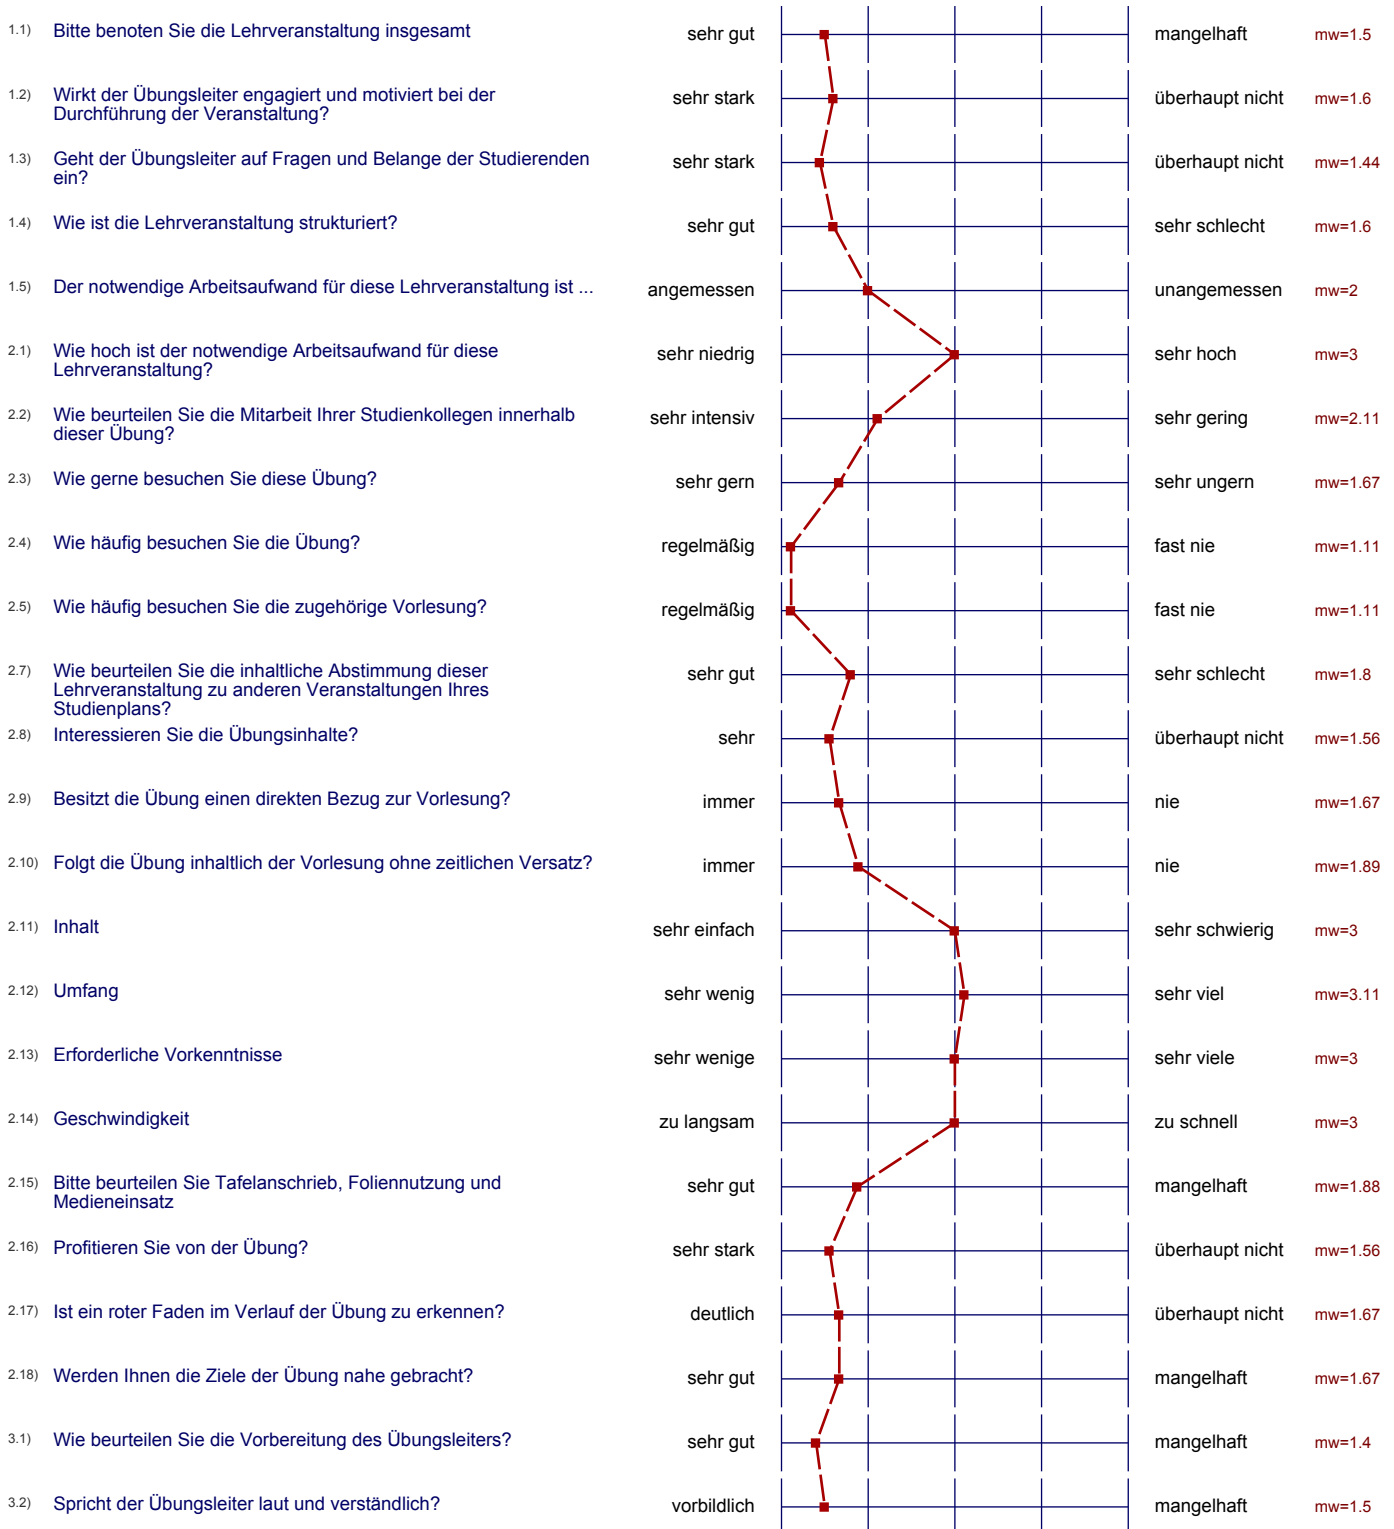 1.1) Bitte benoten Sie die Lehrveranstaltung insgesamt sehr gut mangelhaft mw=1.5
1.2) Wirkt der Übungsleiter engagiert und motiviert bei der
Durchführung der Veranstaltung? sehr stark überhaupt nicht mw=1.6
1.3) Geht der Übungsleiter auf Fragen und Belange der Studierenden
ein? sehr stark überhaupt nicht mw=1.44
1.4) Wie ist die Lehrveranstaltung strukturiert? sehr gut sehr schlecht mw=1.6
1.5) Der notwendige Arbeitsaufwand für diese Lehrveranstaltung ist ... angemessen unangemessen mw=2
2.1) Wie hoch ist der notwendige Arbeitsaufwand für diese
Lehrveranstaltung? sehr niedrig sehr hoch mw=3
2.2) Wie beurteilen Sie die Mitarbeit Ihrer Studienkollegen innerhalb
dieser Übung? sehr intensiv sehr gering mw=2.11
2.3) Wie gerne besuchen Sie diese Übung? sehr gern sehr ungern mw=1.67
2.4) Wie häufig besuchen Sie die Übung? regelmäßig fast nie mw=1.11
2.5) Wie häufig besuchen Sie die zugehörige Vorlesung? regelmäßig fast nie mw=1.11
2.7) Wie beurteilen Sie die inhaltliche Abstimmung dieser
Lehrveranstaltung zu anderen Veranstaltungen Ihres
Studienplans? sehr gut sehr schlecht mw=1.8
2.8) Interessieren Sie die Übungsinhalte? sehr überhaupt nicht mw=1.56
2.9) Besitzt die Übung einen direkten Bezug zur Vorlesung? immer nie mw=1.67
2.10) Folgt die Übung inhaltlich der Vorlesung ohne zeitlichen Versatz? immer nie mw=1.89
2.11) Inhalt sehr einfach sehr schwierig mw=3
2.12) Umfang sehr wenig sehr viel mw=3.11
2.13) Erforderliche Vorkenntnisse sehr wenige sehr viele mw=3
2.14) Geschwindigkeit zu langsam zu schnell mw=3
2.15) Bitte beurteilen Sie Tafelanschrieb, Foliennutzung und
Medieneinsatz sehr gut mangelhaft mw=1.88
2.16) Profitieren Sie von der Übung? sehr stark überhaupt nicht mw=1.56
2.17) Ist ein roter Faden im Verlauf der Übung zu erkennen? deutlich überhaupt nicht mw=1.67
2.18) Werden Ihnen die Ziele der Übung nahe gebracht? sehr gut mangelhaft mw=1.67
3.1) Wie beurteilen Sie die Vorbereitung des Übungsleiters? sehr gut mangelhaft mw=1.4
3.2) Spricht der Übungsleiter laut und verständlich? vorbildlich mangelhaft mw=1.5